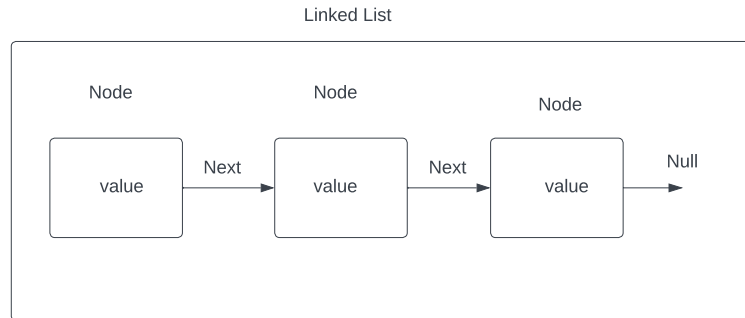 Linked List
Node
Node
Node
value
Next
value
Next
value
Null